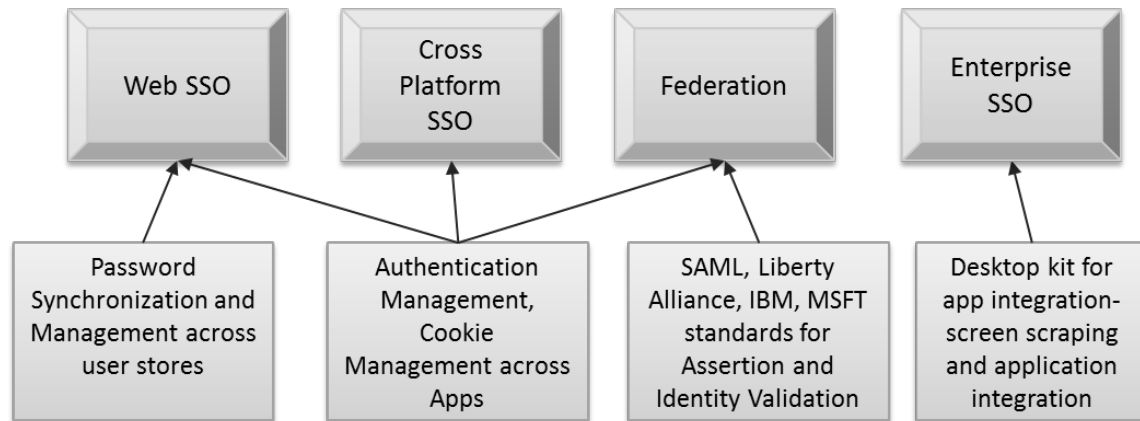 Web SSO
Cross
Platform
SSO
Federation
Enterprise
SSO
Password
Synchronization and
Management across
user stores
Authentication
Management,
Cookie
Management across
Apps
SAML, Liberty
Alliance, IBM, MSFT
standards for
Assertion and
Identity Validation
Desktop kit for
app integration-
screen scraping
and application
integration